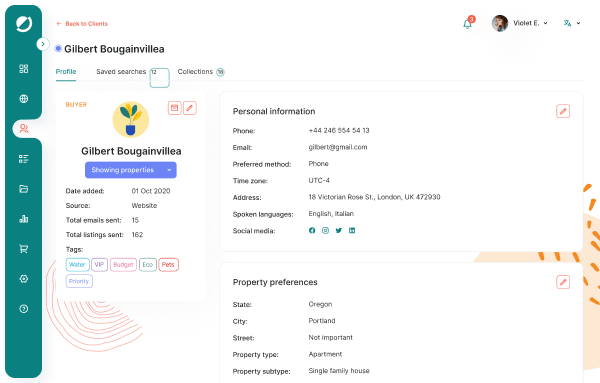 ← Back to Clients
3
Violet E.
Gilbert Bougainvillea
Profile
Saved searches 12
Collections 18
BUYER
Gilbert Bougainvillea
Showing properties
Date added: 01 Oct 2020
Source: Website
Total emails sent: 15
Total listings sent: 162
Tags:
Water VIP Budget Eco Pets
Priority
Personal information
Phone: +44 246 554 54 13
Email: gilbert@gmail.com
Preferred method: Phone
Time zone: UTC-4
Address: 18 Victorian Rose St., London, UK 472930
Spoken languages: English, Italian
Social media:
Property preferences
State: Oregon
City: Portland
Street: Not important
Property type: Apartment
Property subtype: Single family house